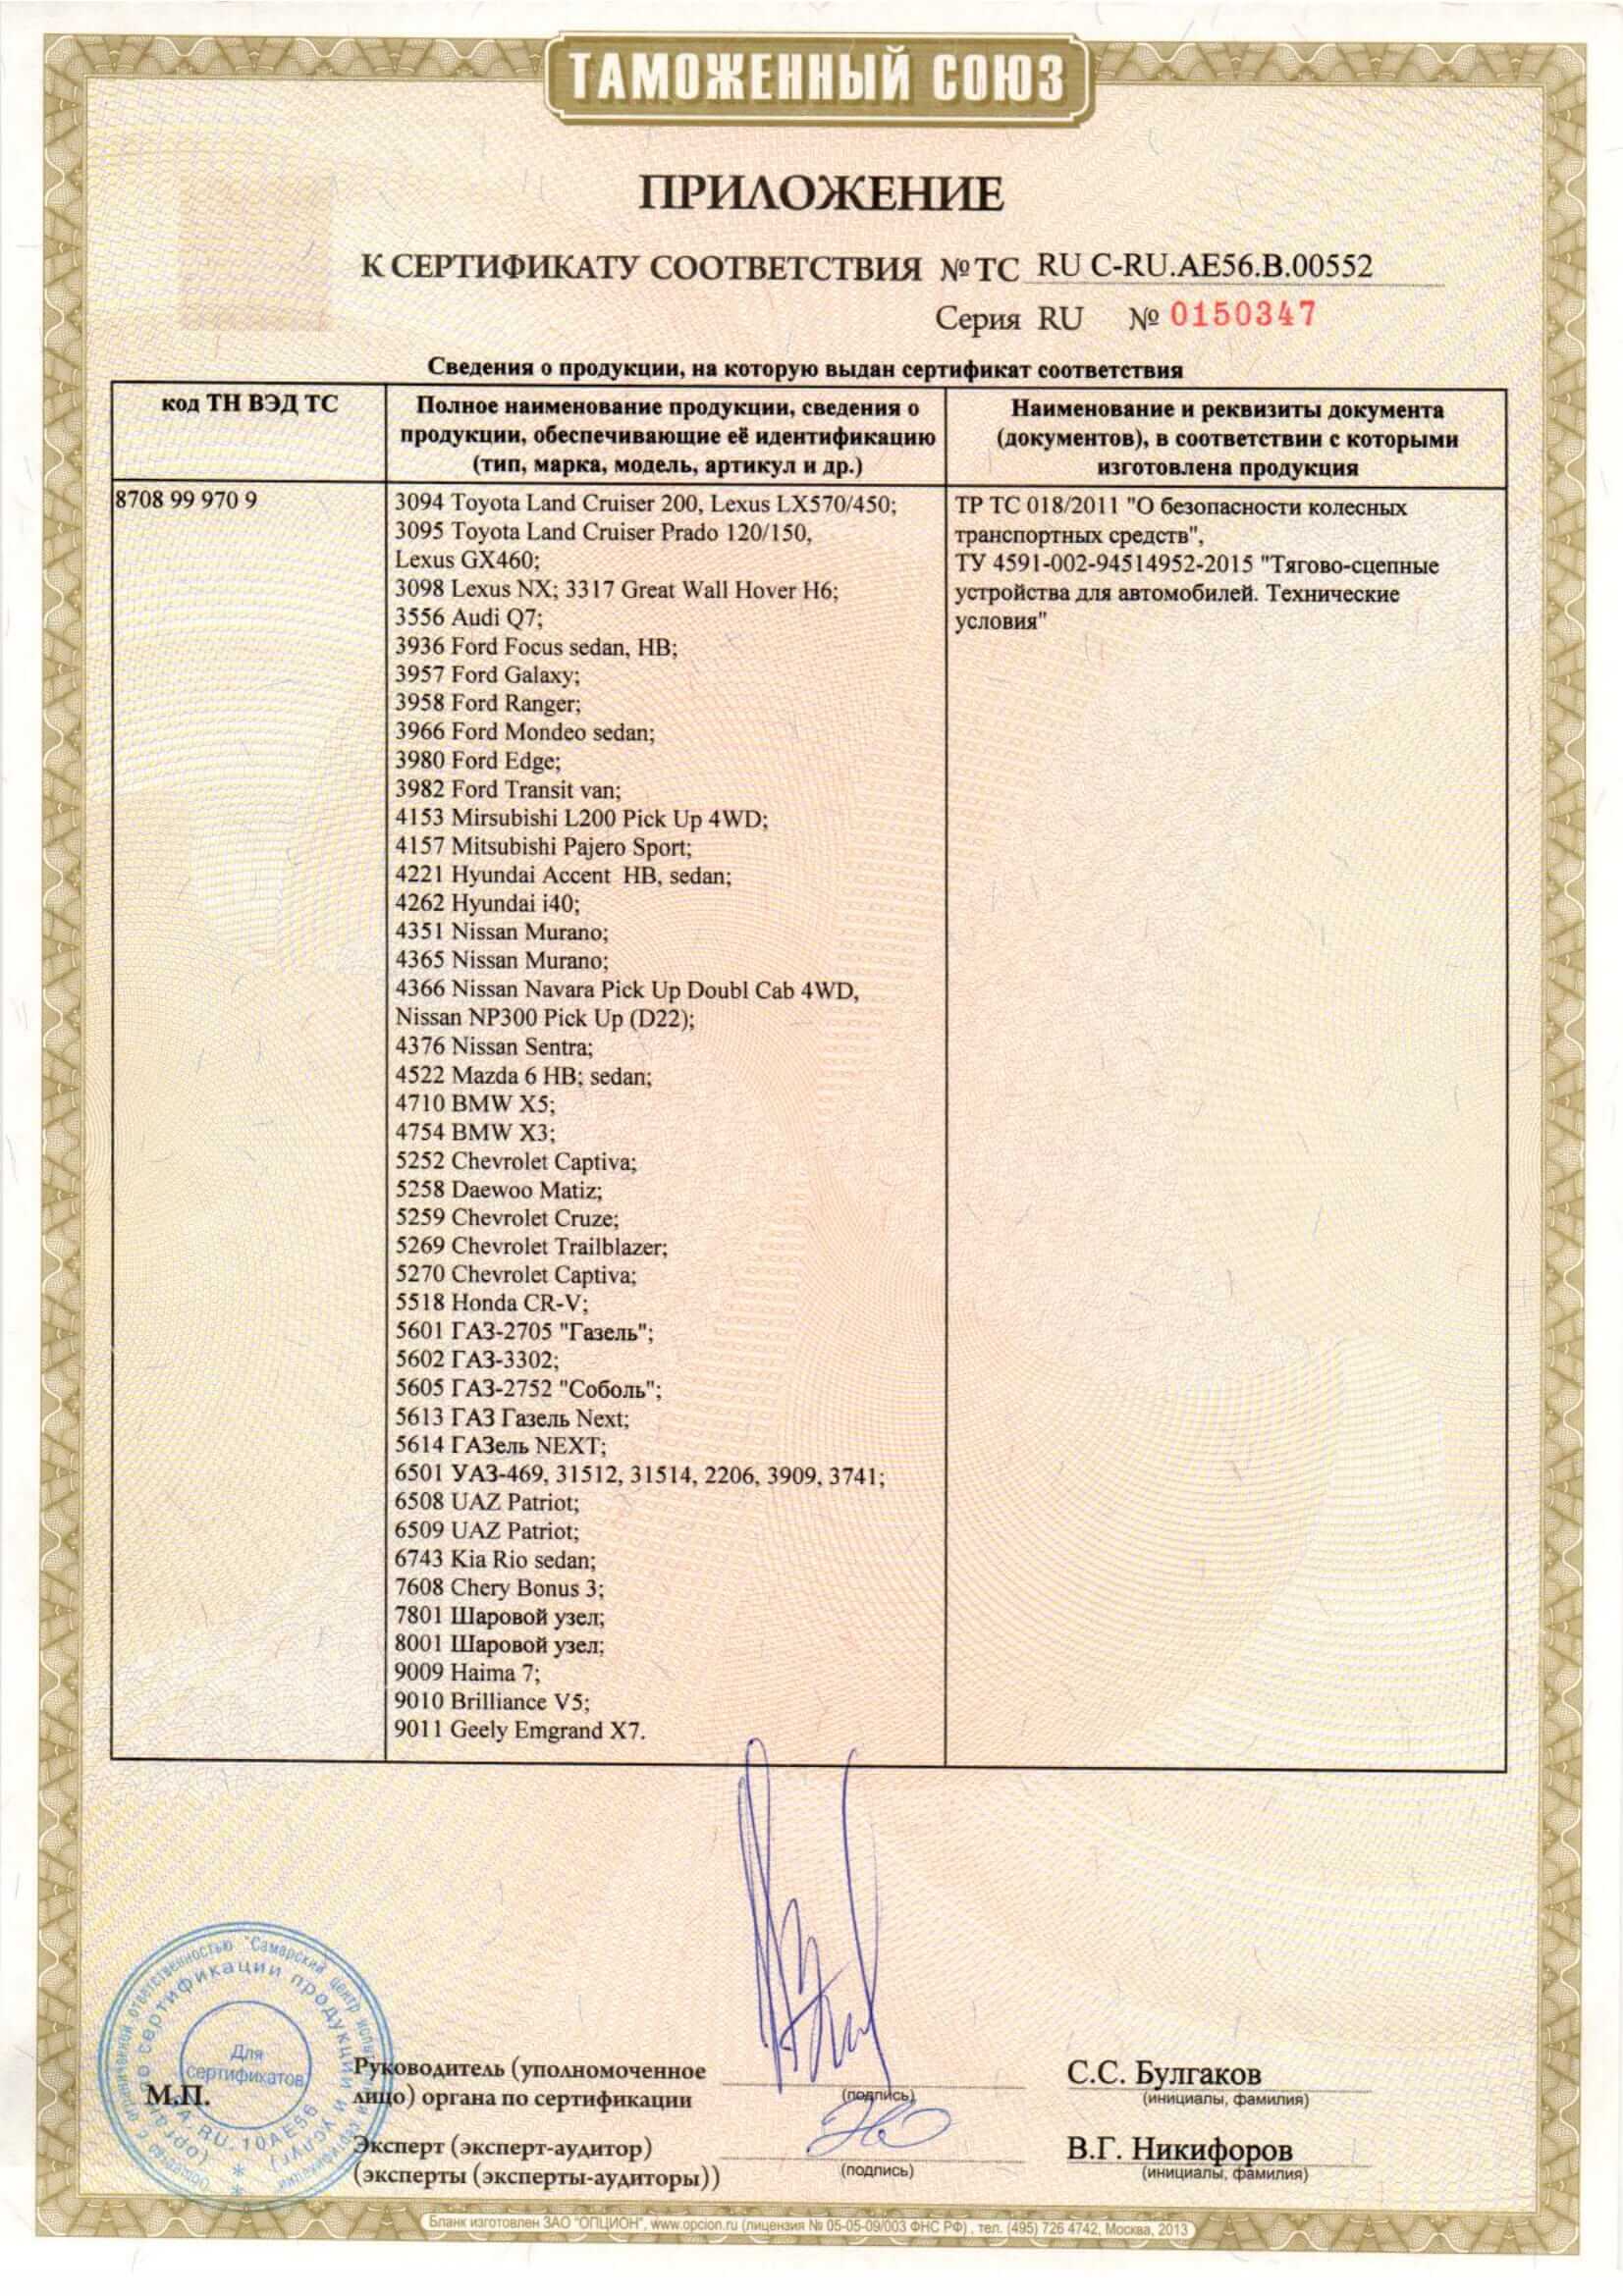 ТАМОЖЕННЫЙ СОЮЗ
ПРИЛОЖЕНИЕ
К СЕРТИФИКАТУ СООТВЕТСТВИЯ №ТС RU C-RU.AE56.B.00552
Серия RU № 0150347
Сведения о продукции, на которую выдан сертификат соответствия
код ТН ВЭД ТС
Полное наименование продукции, сведения о
продукции, обеспечивающие её идентификацию
(тип, марка, модель, артикул и др.)
Наименование и реквизиты документа
(документов), в соответствии с которыми
изготовлена продукция
8708 99 970 9
3094 Toyota Land Cruiser 200, Lexus LX570/450;
3095 Toyota Land Cruiser Prado 120/150,
Lexus GX460;
3098 Lexus NX; 3317 Great Wall Hover H6;
3556 Audi Q7;
3936 Ford Focus sedan, HB;
3957 Ford Galaxy;
3958 Ford Ranger;
3966 Ford Mondeo sedan;
3980 Ford Edge;
3982 Ford Transit van;
4153 Mirsubishi L200 Pick Up 4WD;
4157 Mitsubishi Pajero Sport;
4221 Hyundai Accent HB, sedan;
4262 Hyundai i40;
4351 Nissan Murano;
4365 Nissan Murano;
4366 Nissan Navara Pick Up Doubl Cab 4WD,
Nissan NP300 Pick Up (D22);
4376 Nissan Sentra;
4522 Mazda 6 HB; sedan;
4710 BMW X5;
4754 BMW X3;
5252 Chevrolet Captiva;
5258 Daewoo Matiz;
5259 Chevrolet Cruze;
5269 Chevrolet Trailblazer;
5270 Chevrolet Captiva;
5518 Honda CR-V;
5601 ГАЗ-2705 "Газель";
5602 ГАЗ-3302;
5605 ГАЗ-2752 "Соболь";
5613 ГАЗ Газель Next;
5614 ГАЗель NEXT;
6501 УАЗ-469, 31512, 31514, 2206, 3909, 3741;
6508 UAZ Patriot;
6509 UAZ Patriot;
6743 Kia Rio sedan;
7608 Chery Bonus 3;
7801 Шаровой узел;
8001 Шаровой узел;
9009 Haima 7;
9010 Brilliance V5;
9011 Geely Emgrand X7.
ТР ТС 018/2011 "О безопасности колесных
транспортных средств",
ТУ 4591-002-94514952-2015 "Тягово-сцепные
устройства для автомобилей. Технические
условия"
ответственностью "Самарский центр
сертификации продукции
Для
сертификатов
RU.10АЕ56
М.П.
Руководитель (уполномоченное
лицо) органа по сертификации
(подпись)
С.С. Булгаков
(инициалы, фамилия)
Эксперт (эксперт-аудитор)
(эксперты (эксперты-аудиторы))
(подпись)
В.Г. Никифоров
(инициалы, фамилия)
Бланк изготовлен ЗАО "ОПЦИОН", www.opcion.ru (лицензия № 05-05-09/003 ФНС РФ), тел. (495) 726 4742, Москва, 2013